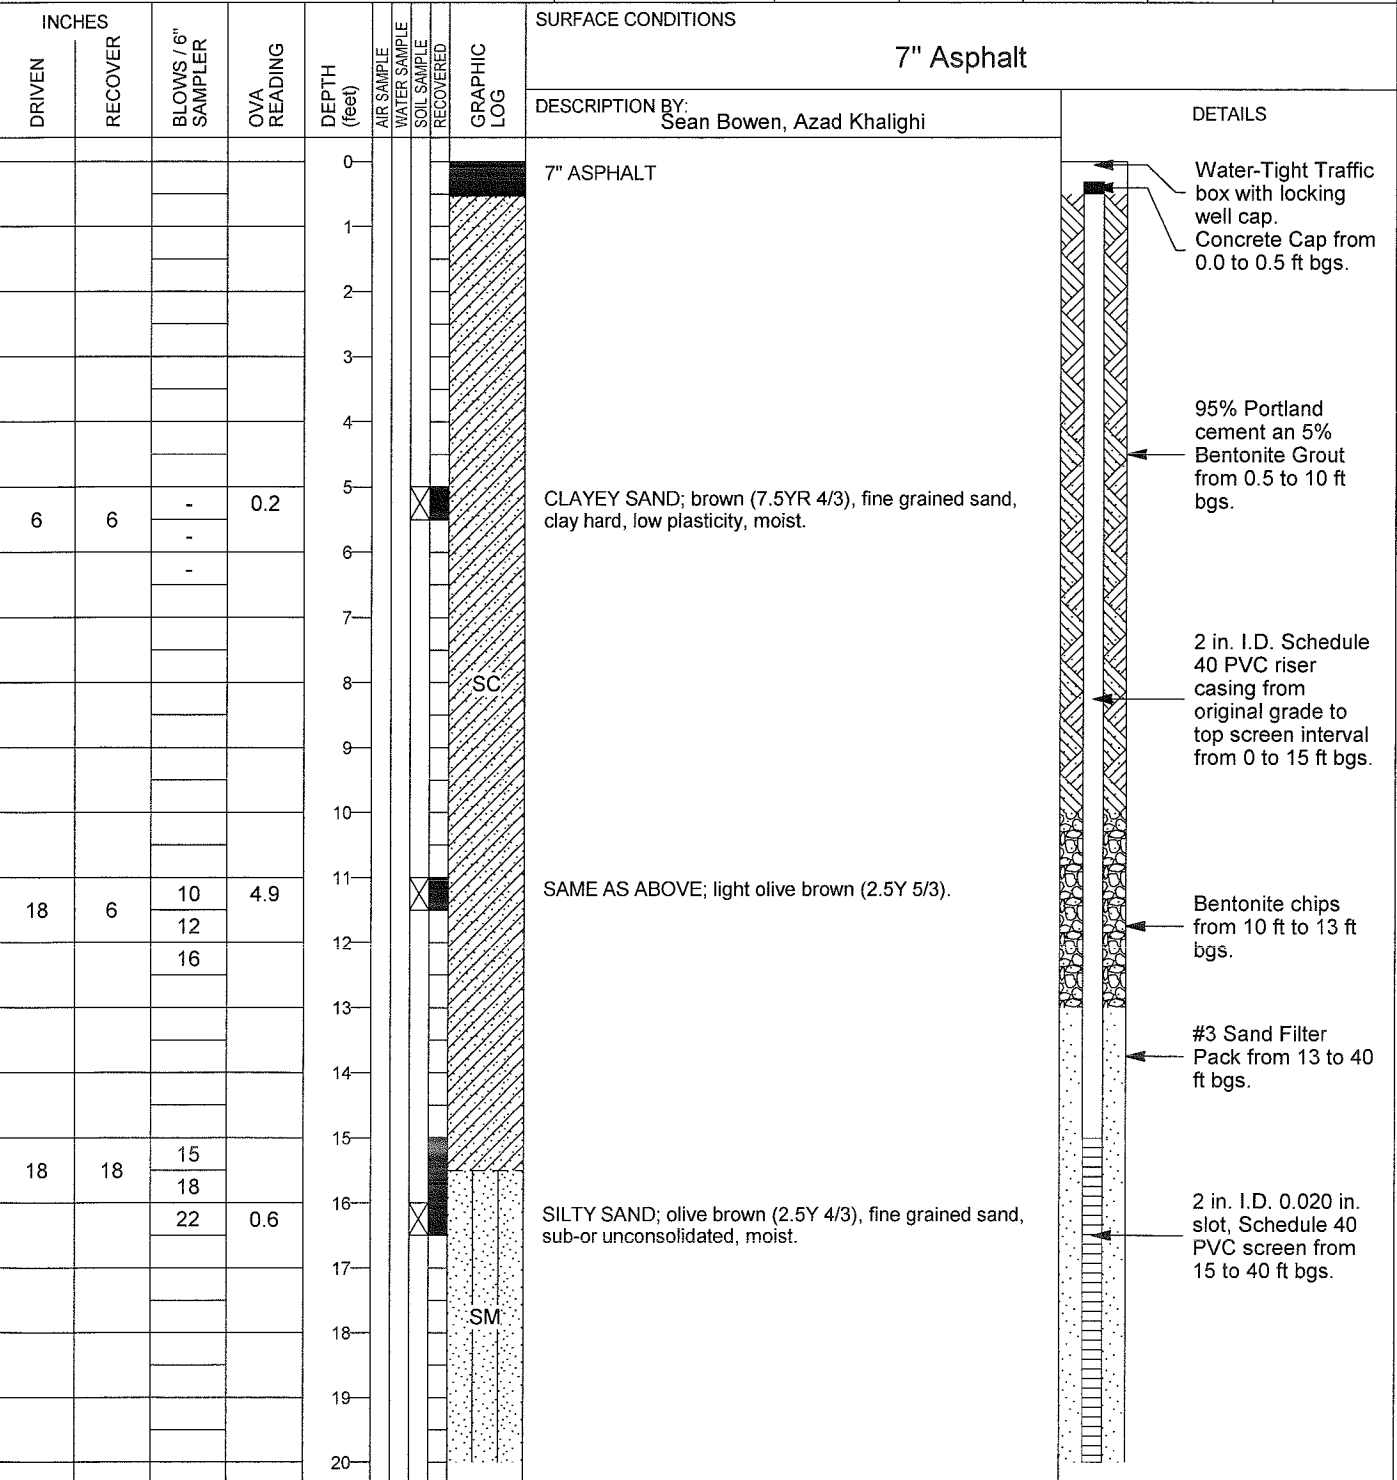 INCHES
DRIVEN
RECOVER
BLOWS / 6"
SAMPLER
OVA
READING
DEPTH
(feet)
AIR SAMPLE
WATER SAMPLE
SOIL SAMPLE
RECOVERED
GRAPHIC
LOG
SURFACE CONDITIONS
7" Asphalt
DESCRIPTION BY:
Sean Bowen, Azad Khalighi
DETAILS
0
7" ASPHALT
Water-Tight Traffic
box with locking
well cap.
Concrete Cap from
0.0 to 0.5 ft bgs.
1
2
3
4
95% Portland
cement an 5%
Bentonite Grout
from 0.5 to 10 ft
bgs.
5
6 6 - 0.2
-
-
CLAYEY SAND; brown (7.5YR 4/3), fine grained sand,
clay hard, low plasticity, moist.
6
7
2 in. I.D. Schedule
40 PVC riser
casing from
original grade to
top screen interval
from 0 to 15 ft bgs.
8
SC
9
10
11
18 6 10 4.9
12
16
SAME AS ABOVE; light olive brown (2.5Y 5/3).
Bentonite chips
from 10 ft to 13 ft
bgs.
12
13
#3 Sand Filter
Pack from 13 to 40
ft bgs.
14
15
18 18 15
18
22 0.6
16
SILTY SAND; olive brown (2.5Y 4/3), fine grained sand,
sub-or unconsolidated, moist.
2 in. I.D. 0.020 in.
slot, Schedule 40
PVC screen from
15 to 40 ft bgs.
17
SM
18
19
20